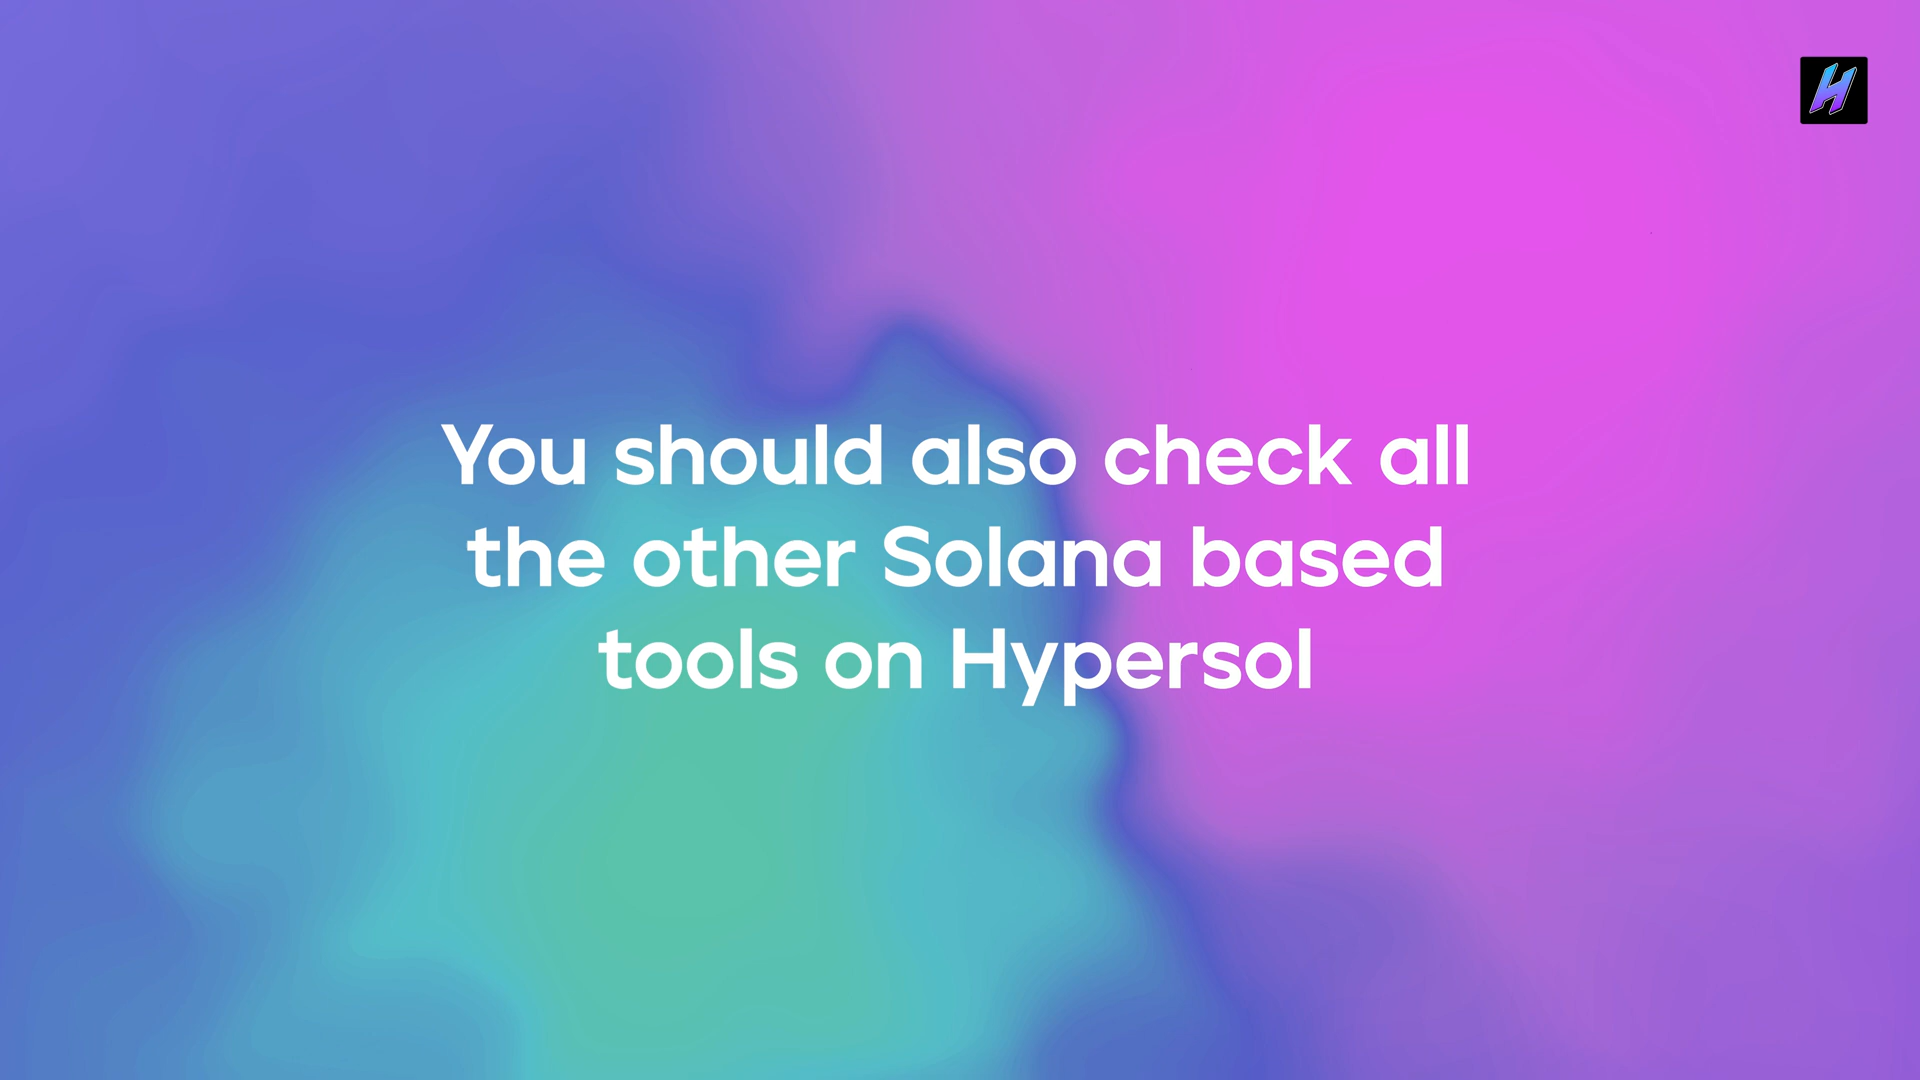 H
You should also check all
the other Solana based
tools on Hypersol